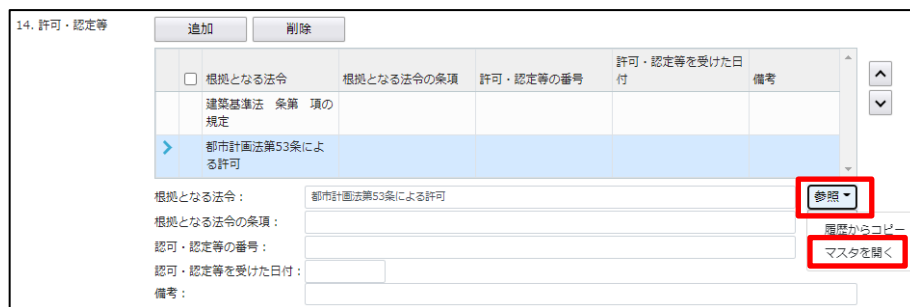 14. 許可・認定等
追加
削除
根拠となる法令
根拠となる法令の条項
許可・認定等の番号
許可・認定等を受けた日
付
備考
建築基準法　条第　項の
規定
都市計画法第53条によ
る許可
根拠となる法令：
都市計画法第53条による許可
参照
根拠となる法令の条項：
履歴からコピー
認可・認定等の番号：
マスタを開く
認可・認定等を受けた日付：
備考：